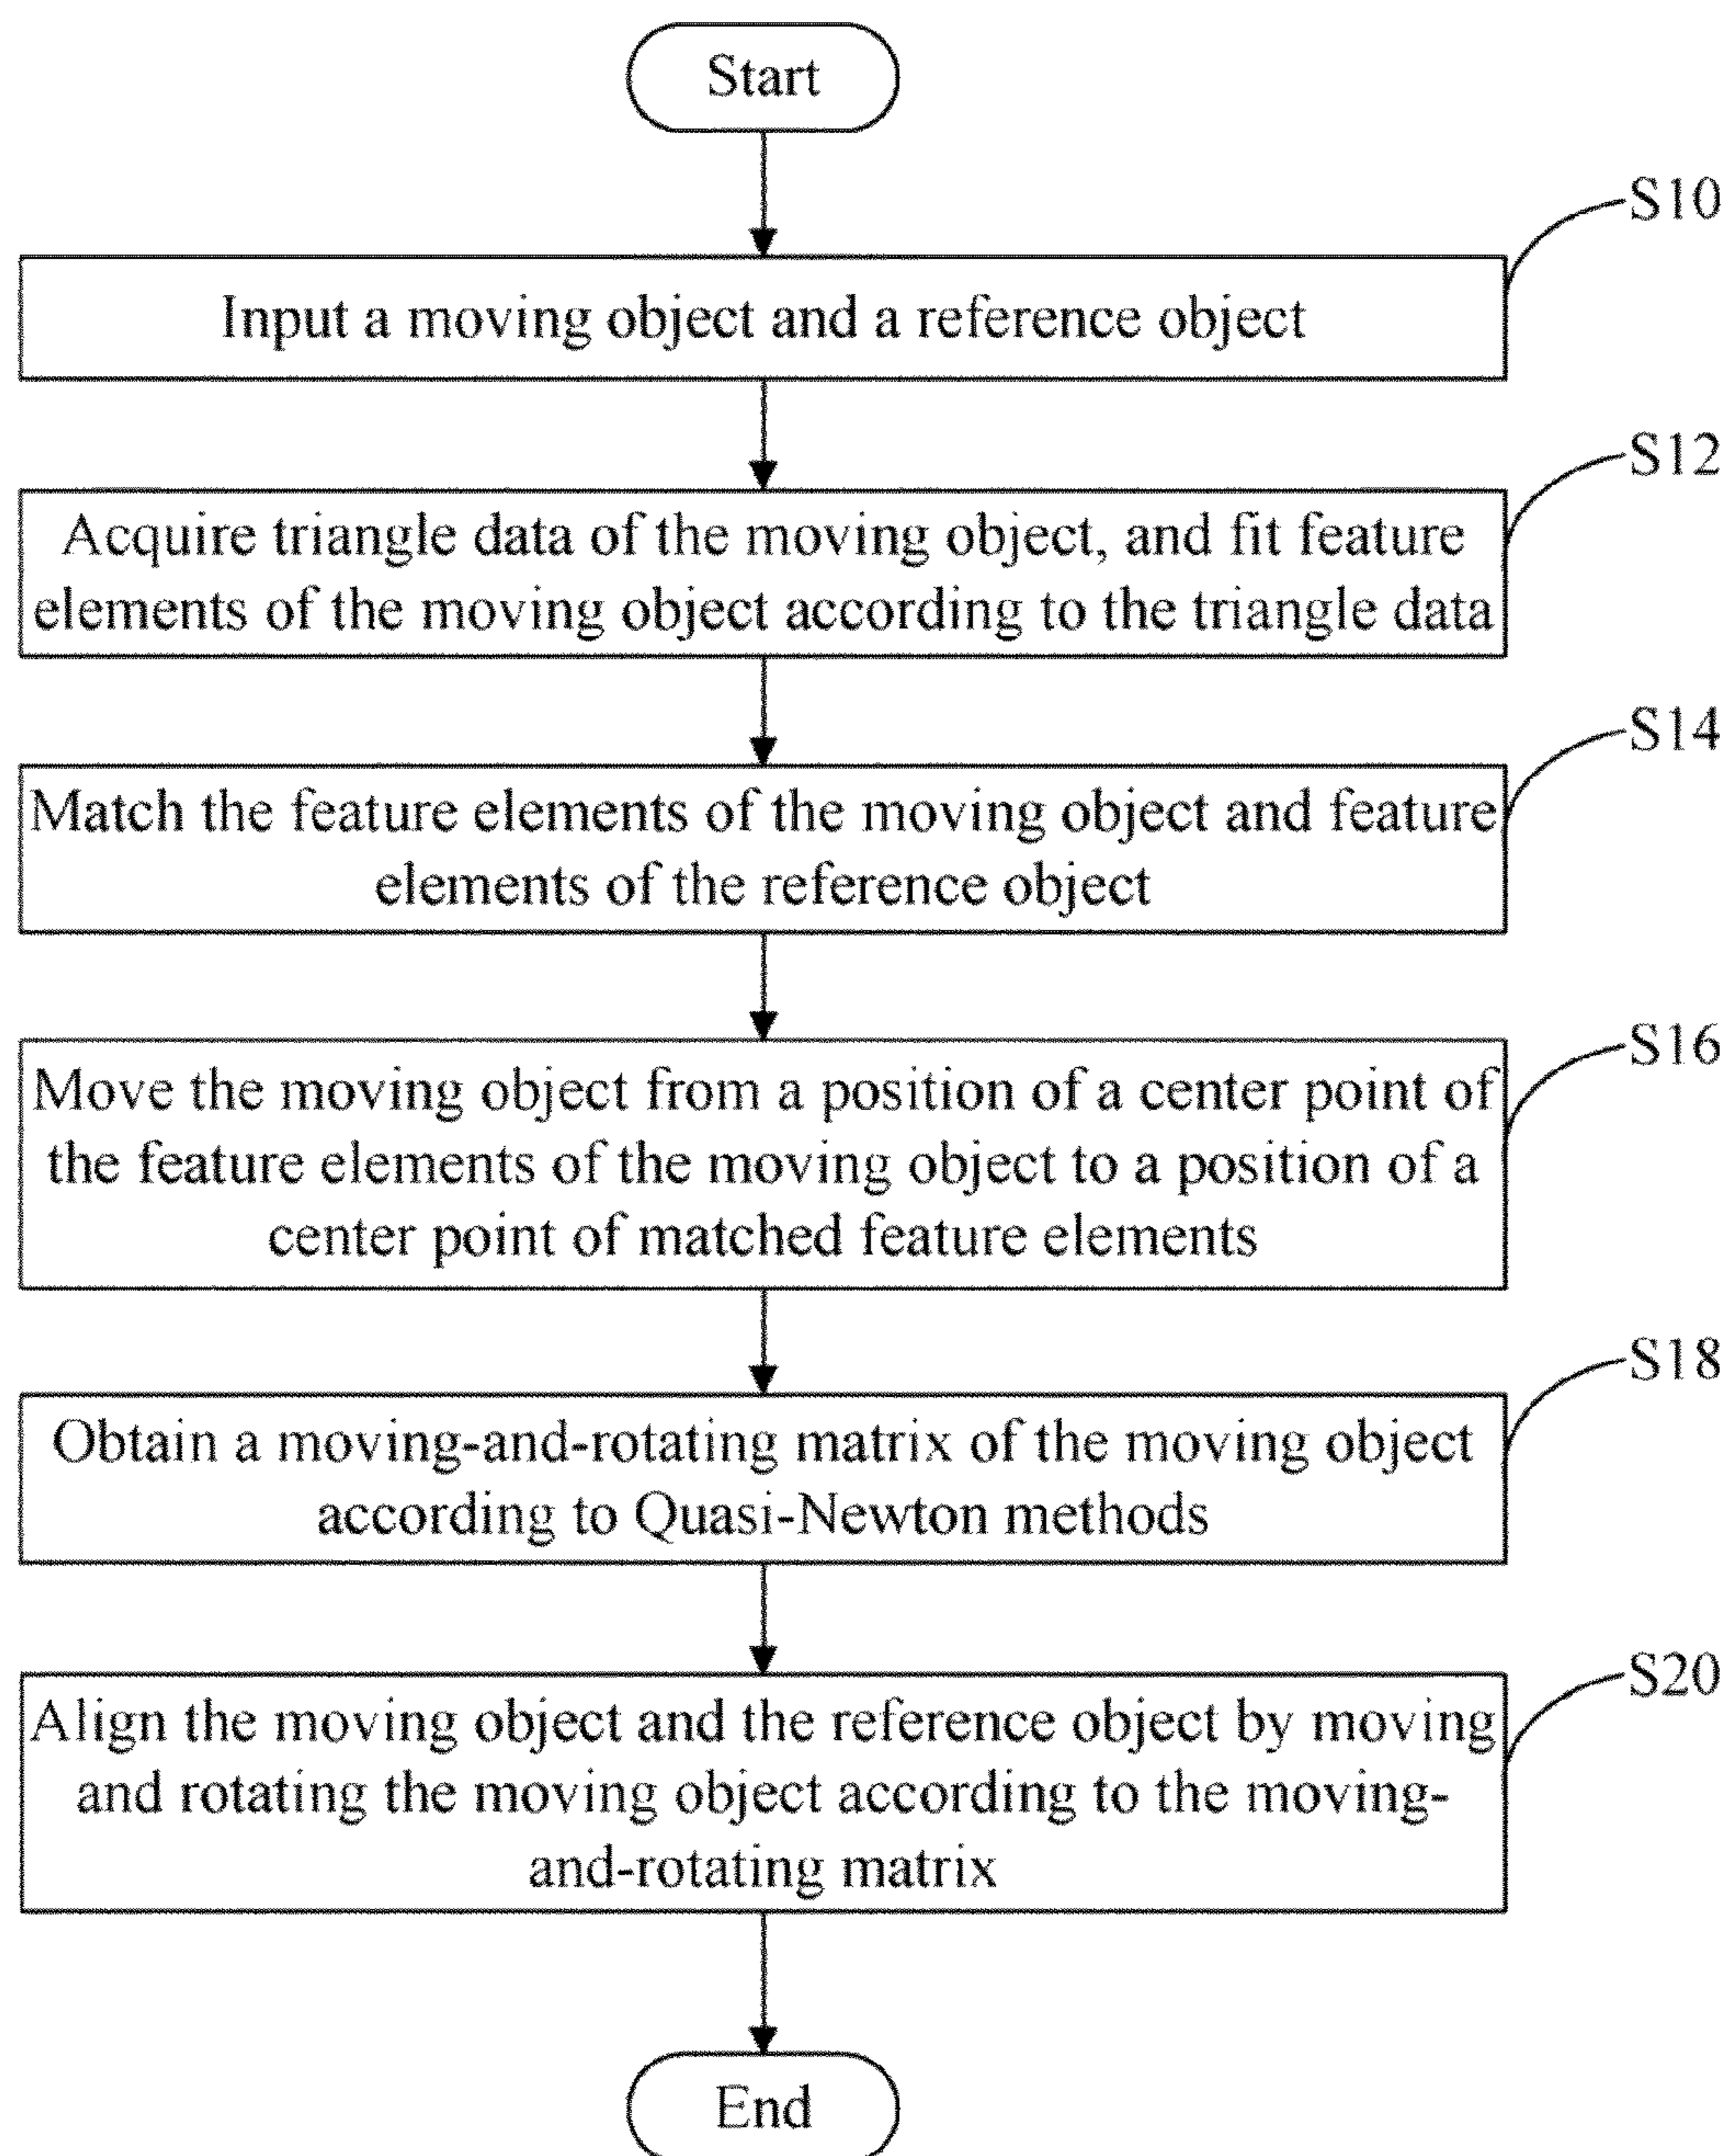 Start
S10
Input a moving object and a reference object
S12
Acquire triangle data of the moving object, and fit feature
elements of the moving object according to the triangle data
S14
Match the feature elements of the moving object and feature
elements of the reference object
S16
Move the moving object from a position of a center point of
the feature elements of the moving object to a position of a
center point of matched feature elements
S18
Obtain a moving-and-rotating matrix of the moving object
according to Quasi-Newton methods
S20
Align the moving object and the reference object by moving
and rotating the moving object according to the moving-
and-rotating matrix
End